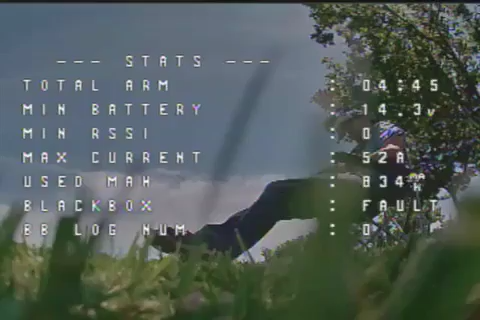 --- STATS ---
TOTAL ARM : 04:45
MIN BATTERY : 14.3V
MIN RSSI : 0
MAX CURRENT : 52A
USED MAH : 834
BLACKBOX : FAULT
BB LOG NUM : 0